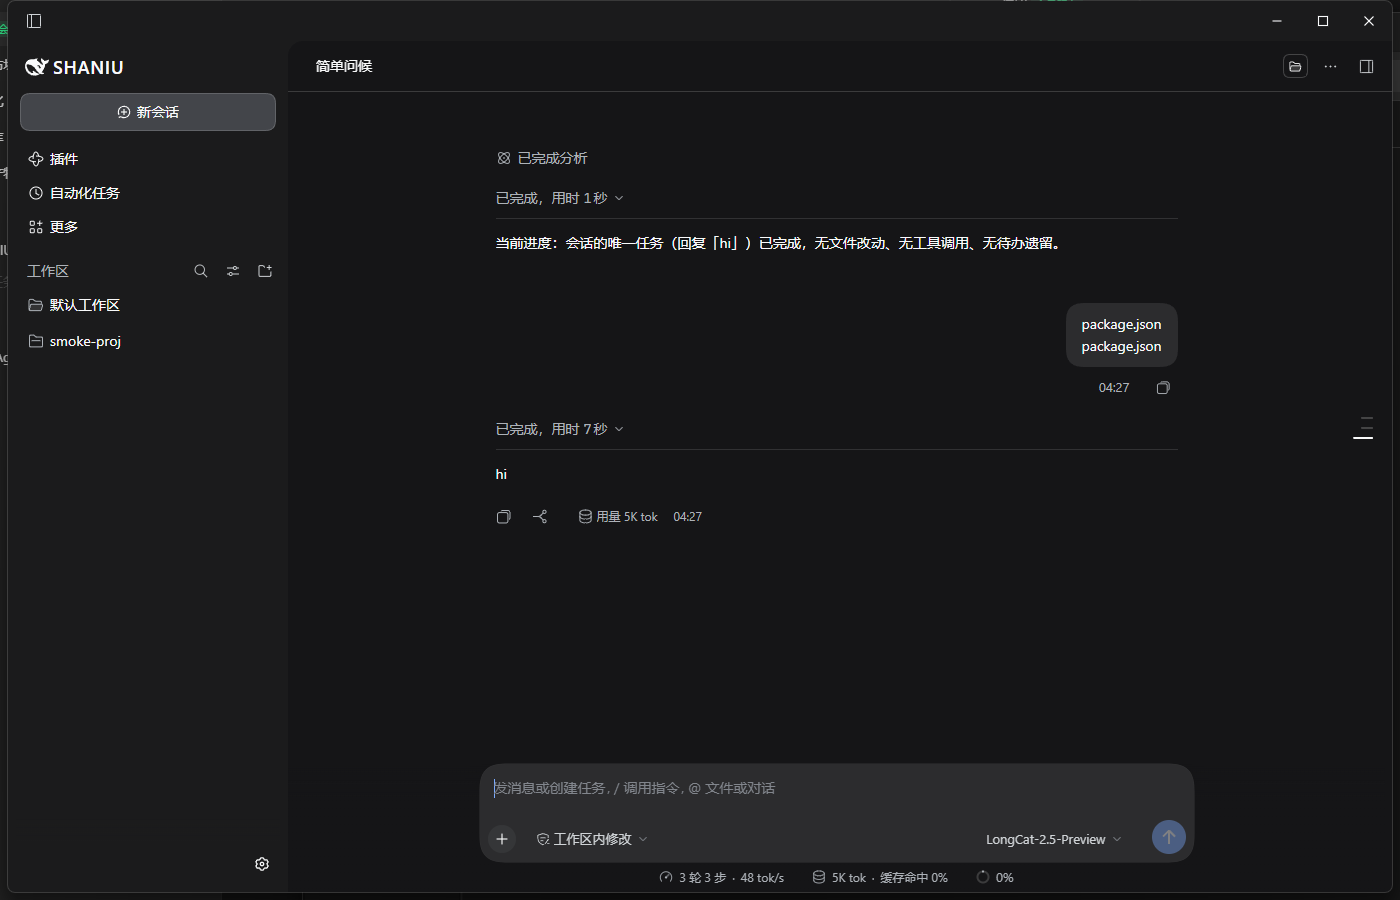 SHANIU
新会话
插件
自动化任务
更多
工作区
默认工作区
smoke-proj
简单问候
已完成分析
已完成，用时 1 秒
当前进度：会话的唯一任务（回复「hi」）已完成，无文件改动、无工具调用、无待办遗留。
package.json
package.json
04:27
已完成，用时 7 秒
hi
用量 5K tok 04:27
发消息或创建任务, / 调用指令, @ 文件或对话
工作区内修改
LongCat-2.5-Preview
3 轮 3 步 · 48 tok/s 5K tok · 缓存命中 0% 0%